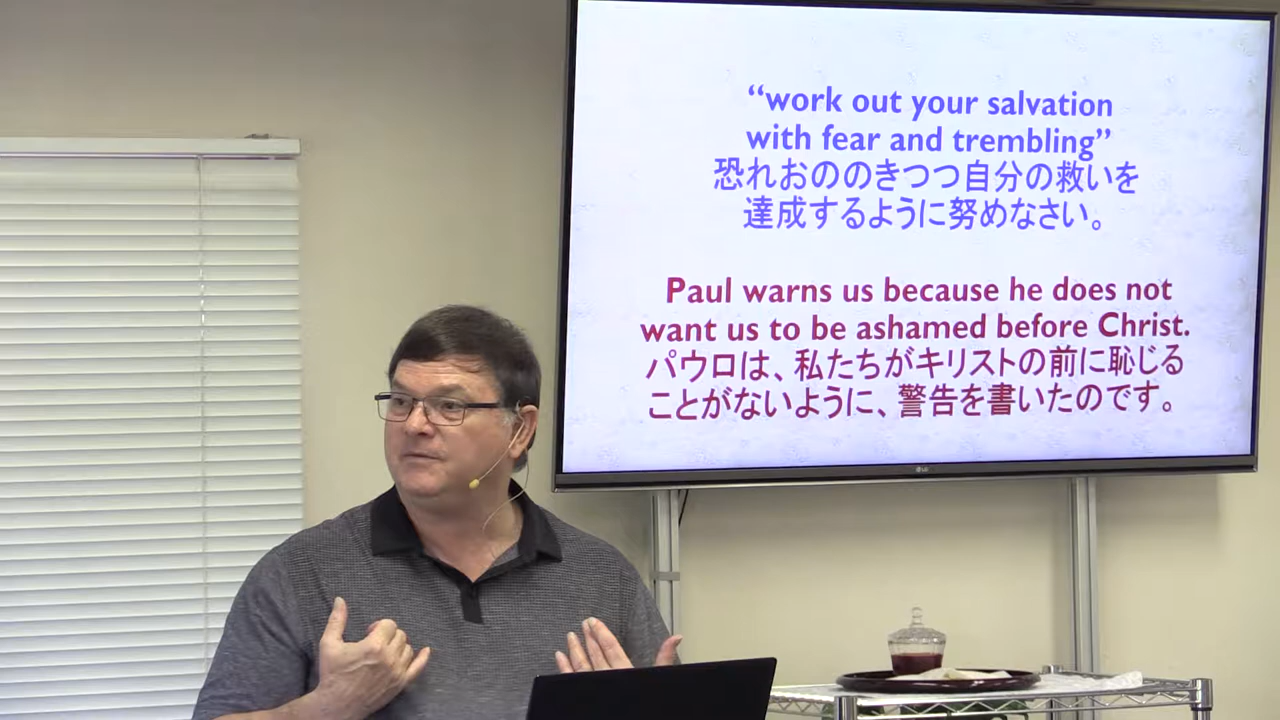 “work out your salvation
with fear and trembling”
恐れおののきつつ自分の救いを
達成するように努めなさい。
Paul warns us because he does not
want us to be ashamed before Christ.
パウロは、私たちがキリストの前に恥じる
ことがないように、警告を書いたのです。
LG